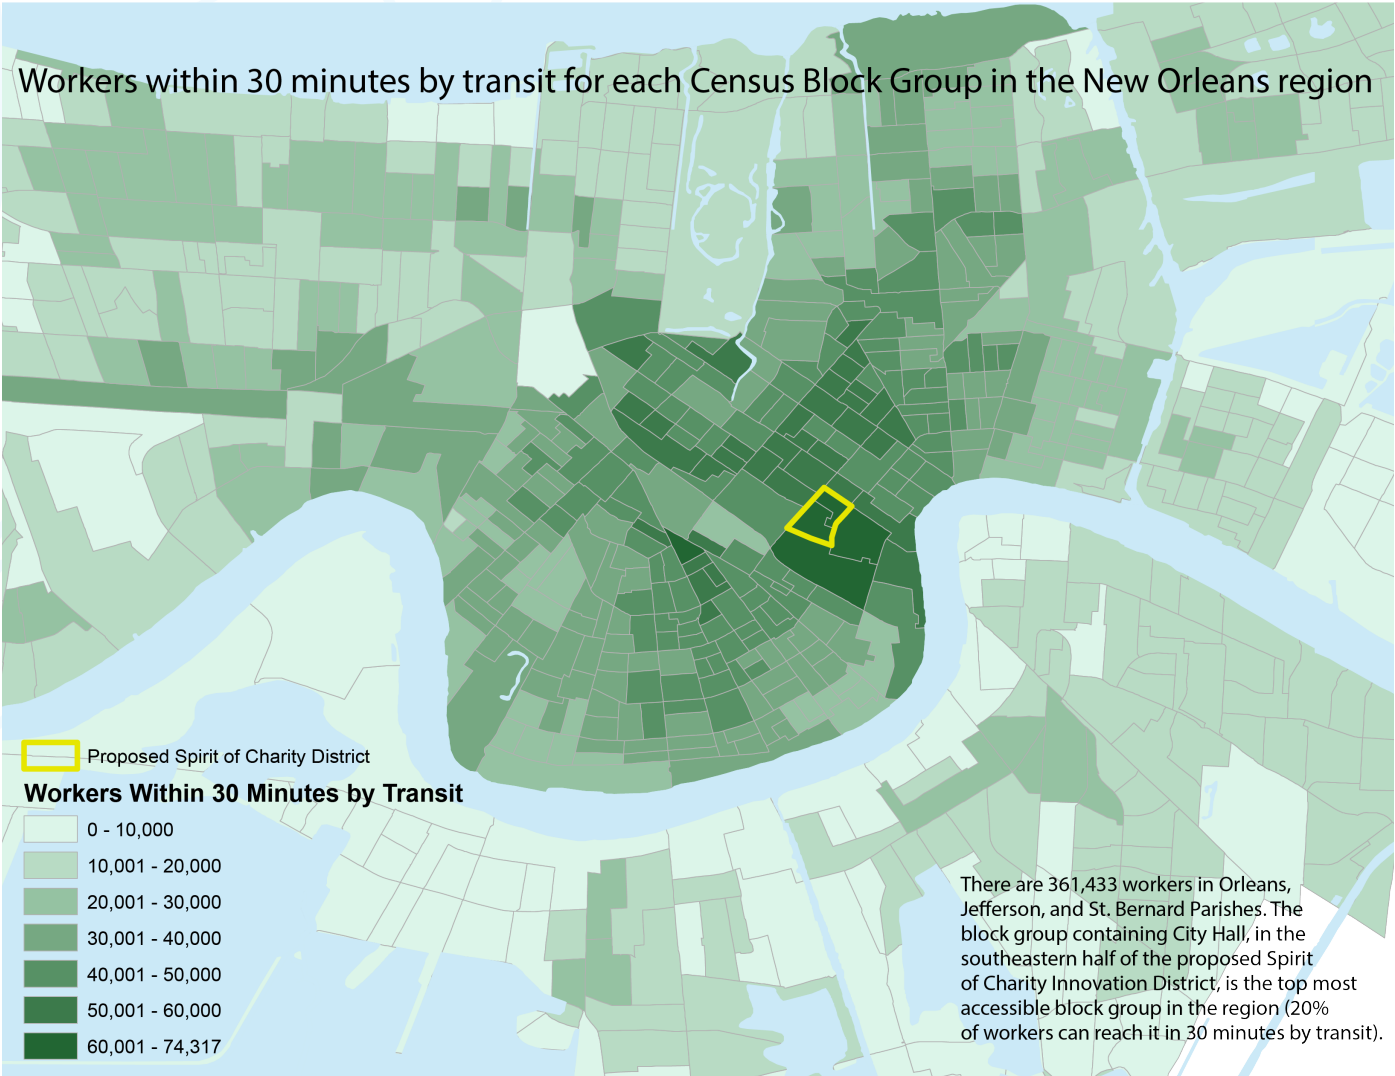 Workers within 30 minutes by transit for each Census Block Group in the New Orleans region
Proposed Spirit of Charity District
Workers Within 30 Minutes by Transit
0 - 10,000
10,001 - 20,000
20,001 - 30,000
30,001 - 40,000
40,001 - 50,000
50,001 - 60,000
60,001 - 74,317
There are 361,433 workers in Orleans,
Jefferson, and St. Bernard Parishes. The
block group containing City Hall, in the
southeastern half of the proposed Spirit
of Charity Innovation District, is the top most
accessible block group in the region (20%
of workers can reach it in 30 minutes by transit).